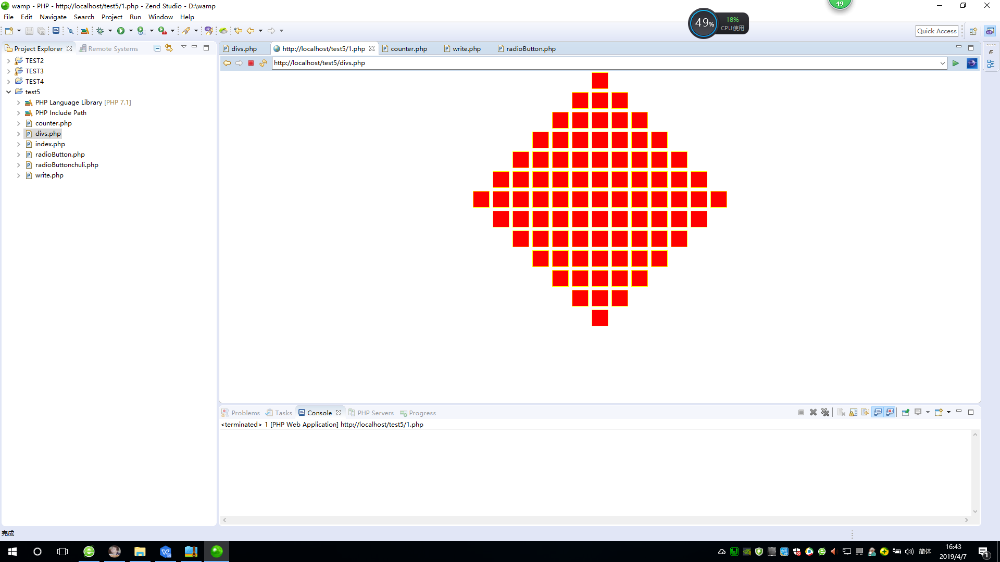 wamp - PHP - http://localhost/test5/1.php - Zend Studio - D:\wamp
49
File Edit Navigate Search Project Run Window Help
49%
18%
CPU使用
Quick Access
Project Explorer
Remote Systems
divs.php
http://localhost/test5/1.php
counter.php
write.php
radioButton.php
http://localhost/test5/divs.php
TEST2
TEST3
TEST4
test5
PHP Language Library [PHP 7.1]
PHP Include Path
counter.php
divs.php
index.php
radioButton.php
radioButtonchuli.php
write.php
Problems
Tasks
Console
PHP Servers
Progress
<terminated> 1 [PHP Web Application] http://localhost/test5/1.php
完成
简体
16:43
2019/4/7
1